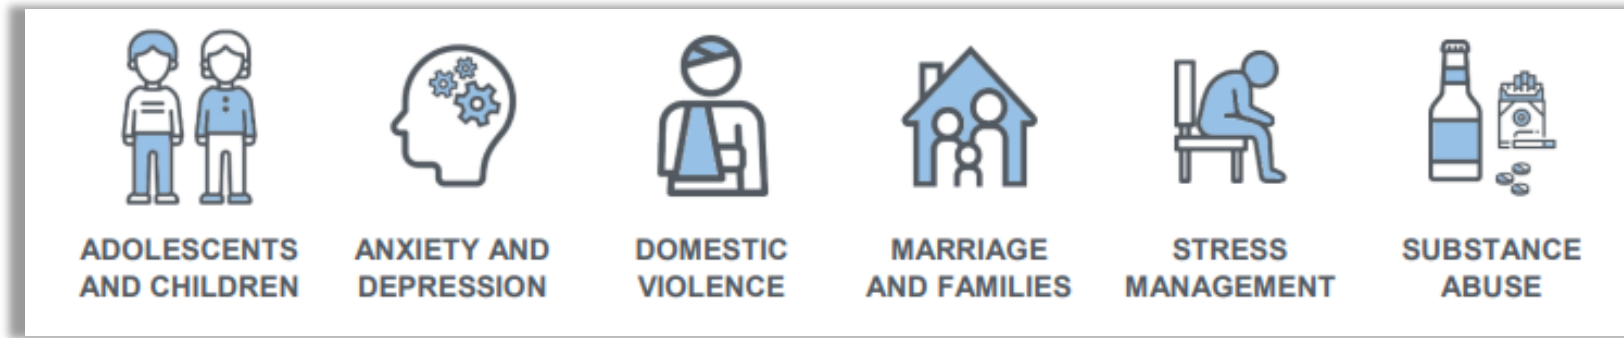 ADOLESCENTS
AND CHILDREN
ANXIETY AND
DEPRESSION
DOMESTIC
VIOLENCE
MARRIAGE
AND FAMILIES
STRESS
MANAGEMENT
SUBSTANCE
ABUSE